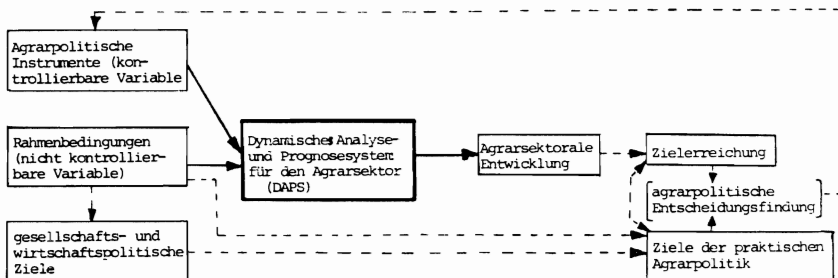 Agrarpolitische
Instrumente (kon-
trollierbare Variable
Rahmenbedingungen
(nicht kontrollier-
bare Variable)
gesellschafts- und
wirtschaftspolitische
Ziele
Dynamisches Analyse-
und Prognosesystem
für den Agrarsektor
(DAPS)
Agrarsektorale
Entwicklung
Zielerreichung
agrarpolitische
Entscheidungsfindung
Ziele der praktischen
Agrarpolitik